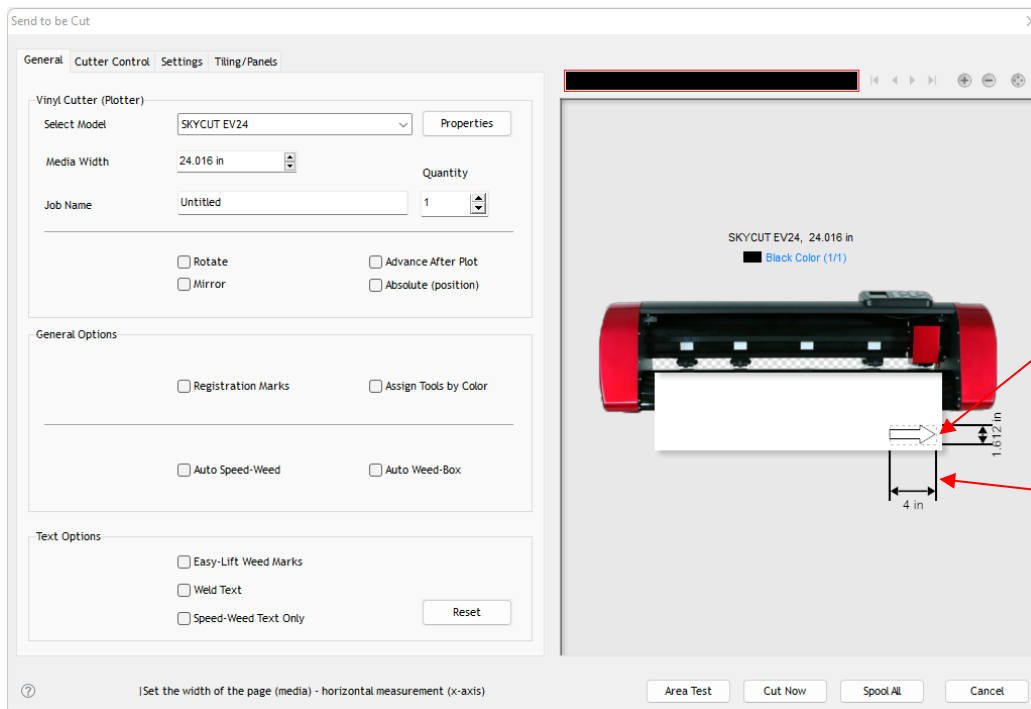 Send to be Cut
General Cutter Control Settings Tiling/Panels
Vinyl Cutter (Plotter)
Select Model SKYCUT EV24 Properties
Media Width 24.016 in
Quantity
Job Name Untitled 1
Rotate Advance After Plot
Mirror Absolute (position)
General Options
Registration Marks Assign Tools by Color
Auto Speed-Weed Auto Weed-Box
Text Options
Easy-Lift Weed Marks
Weld Text
Speed-Weed Text Only
Reset
SKYCUT EV24, 24.016 in
Black Color (1/1)
1.612 in
4 in
|Set the width of the page (media) - horizontal measurement (x-axis)
Area Test Cut Now Spool All Cancel